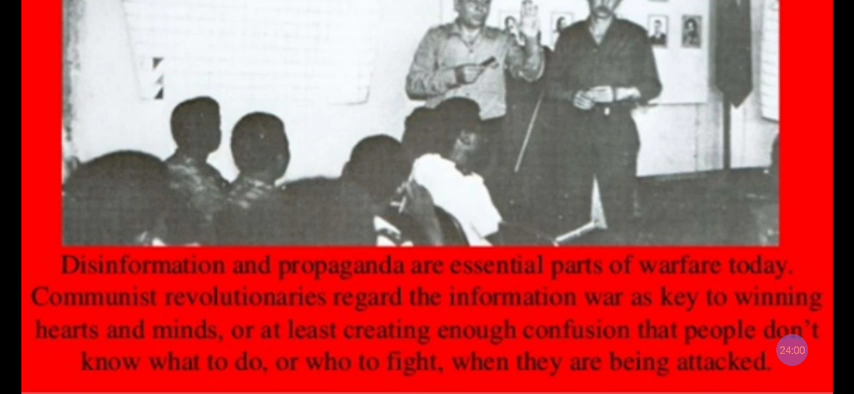 Disinformation and propaganda are essential parts of warfare today.
Communist revolutionaries regard the information war as key to winning
hearts and minds, or at least creating enough confusion that people don't
know what to do, or who to fight, when they are being attacked.
24:00